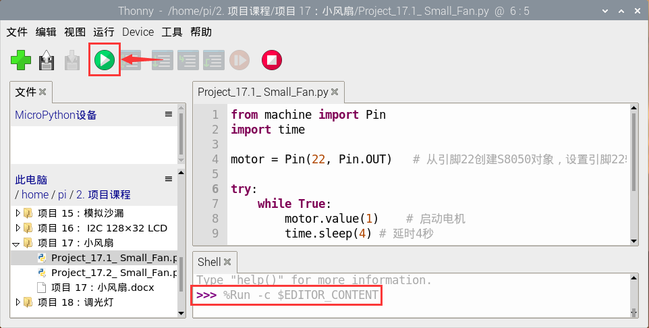 Thonny - /home/pi/2. 项目课程/项目 17：小风扇/Project_17.1_ Small_Fan.py @ 6 : 5
文件 编辑 视图 运行 Device 工具 帮助
文件
MicroPython设备
此电脑
/ home / pi / 2. 项目课程
项目 15：模拟沙漏
项目 16： I2C 128×32 LCD
项目 17：小风扇
Project_17.1_ Small_Fan.p
Project_17.2_ Small_Fan.p
项目 17：小风扇.docx
项目 18：调光灯
Project_17.1_ Small_Fan.py
1 from machine import Pin
2 import time
3
4 motor = Pin(22, Pin.OUT) # 从引脚22创建S8050对象，设置引脚22
5
6 try:
7 while True:
8 motor.value(1) # 启动电机
9 time.sleep(4) # 延时4秒
Shell
Type "help()" for more information.
>>> %Run -c $EDITOR_CONTENT